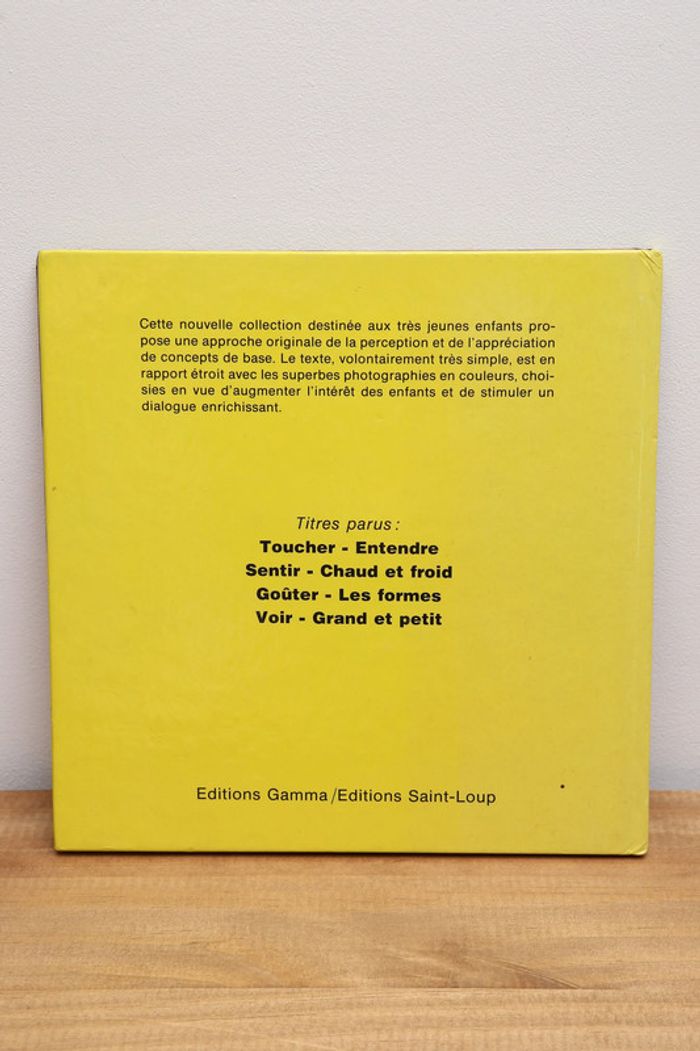 Cette nouvelle collection destinée aux très jeunes enfants pro-
pose une approche originale de la perception et de l'appréciation
de concepts de base. Le texte, volontairement très simple, est en
rapport étroit avec les superbes photographies en couleurs, choi-
sies en vue d'augmenter l'intérêt des enfants et de stimuler un
dialogue enrichissant.
Titres parus :
Toucher - Entendre
Sentir - Chaud et froid
Goûter - Les formes
Voir - Grand et petit
Editions Gamma/Editions Saint-Loup